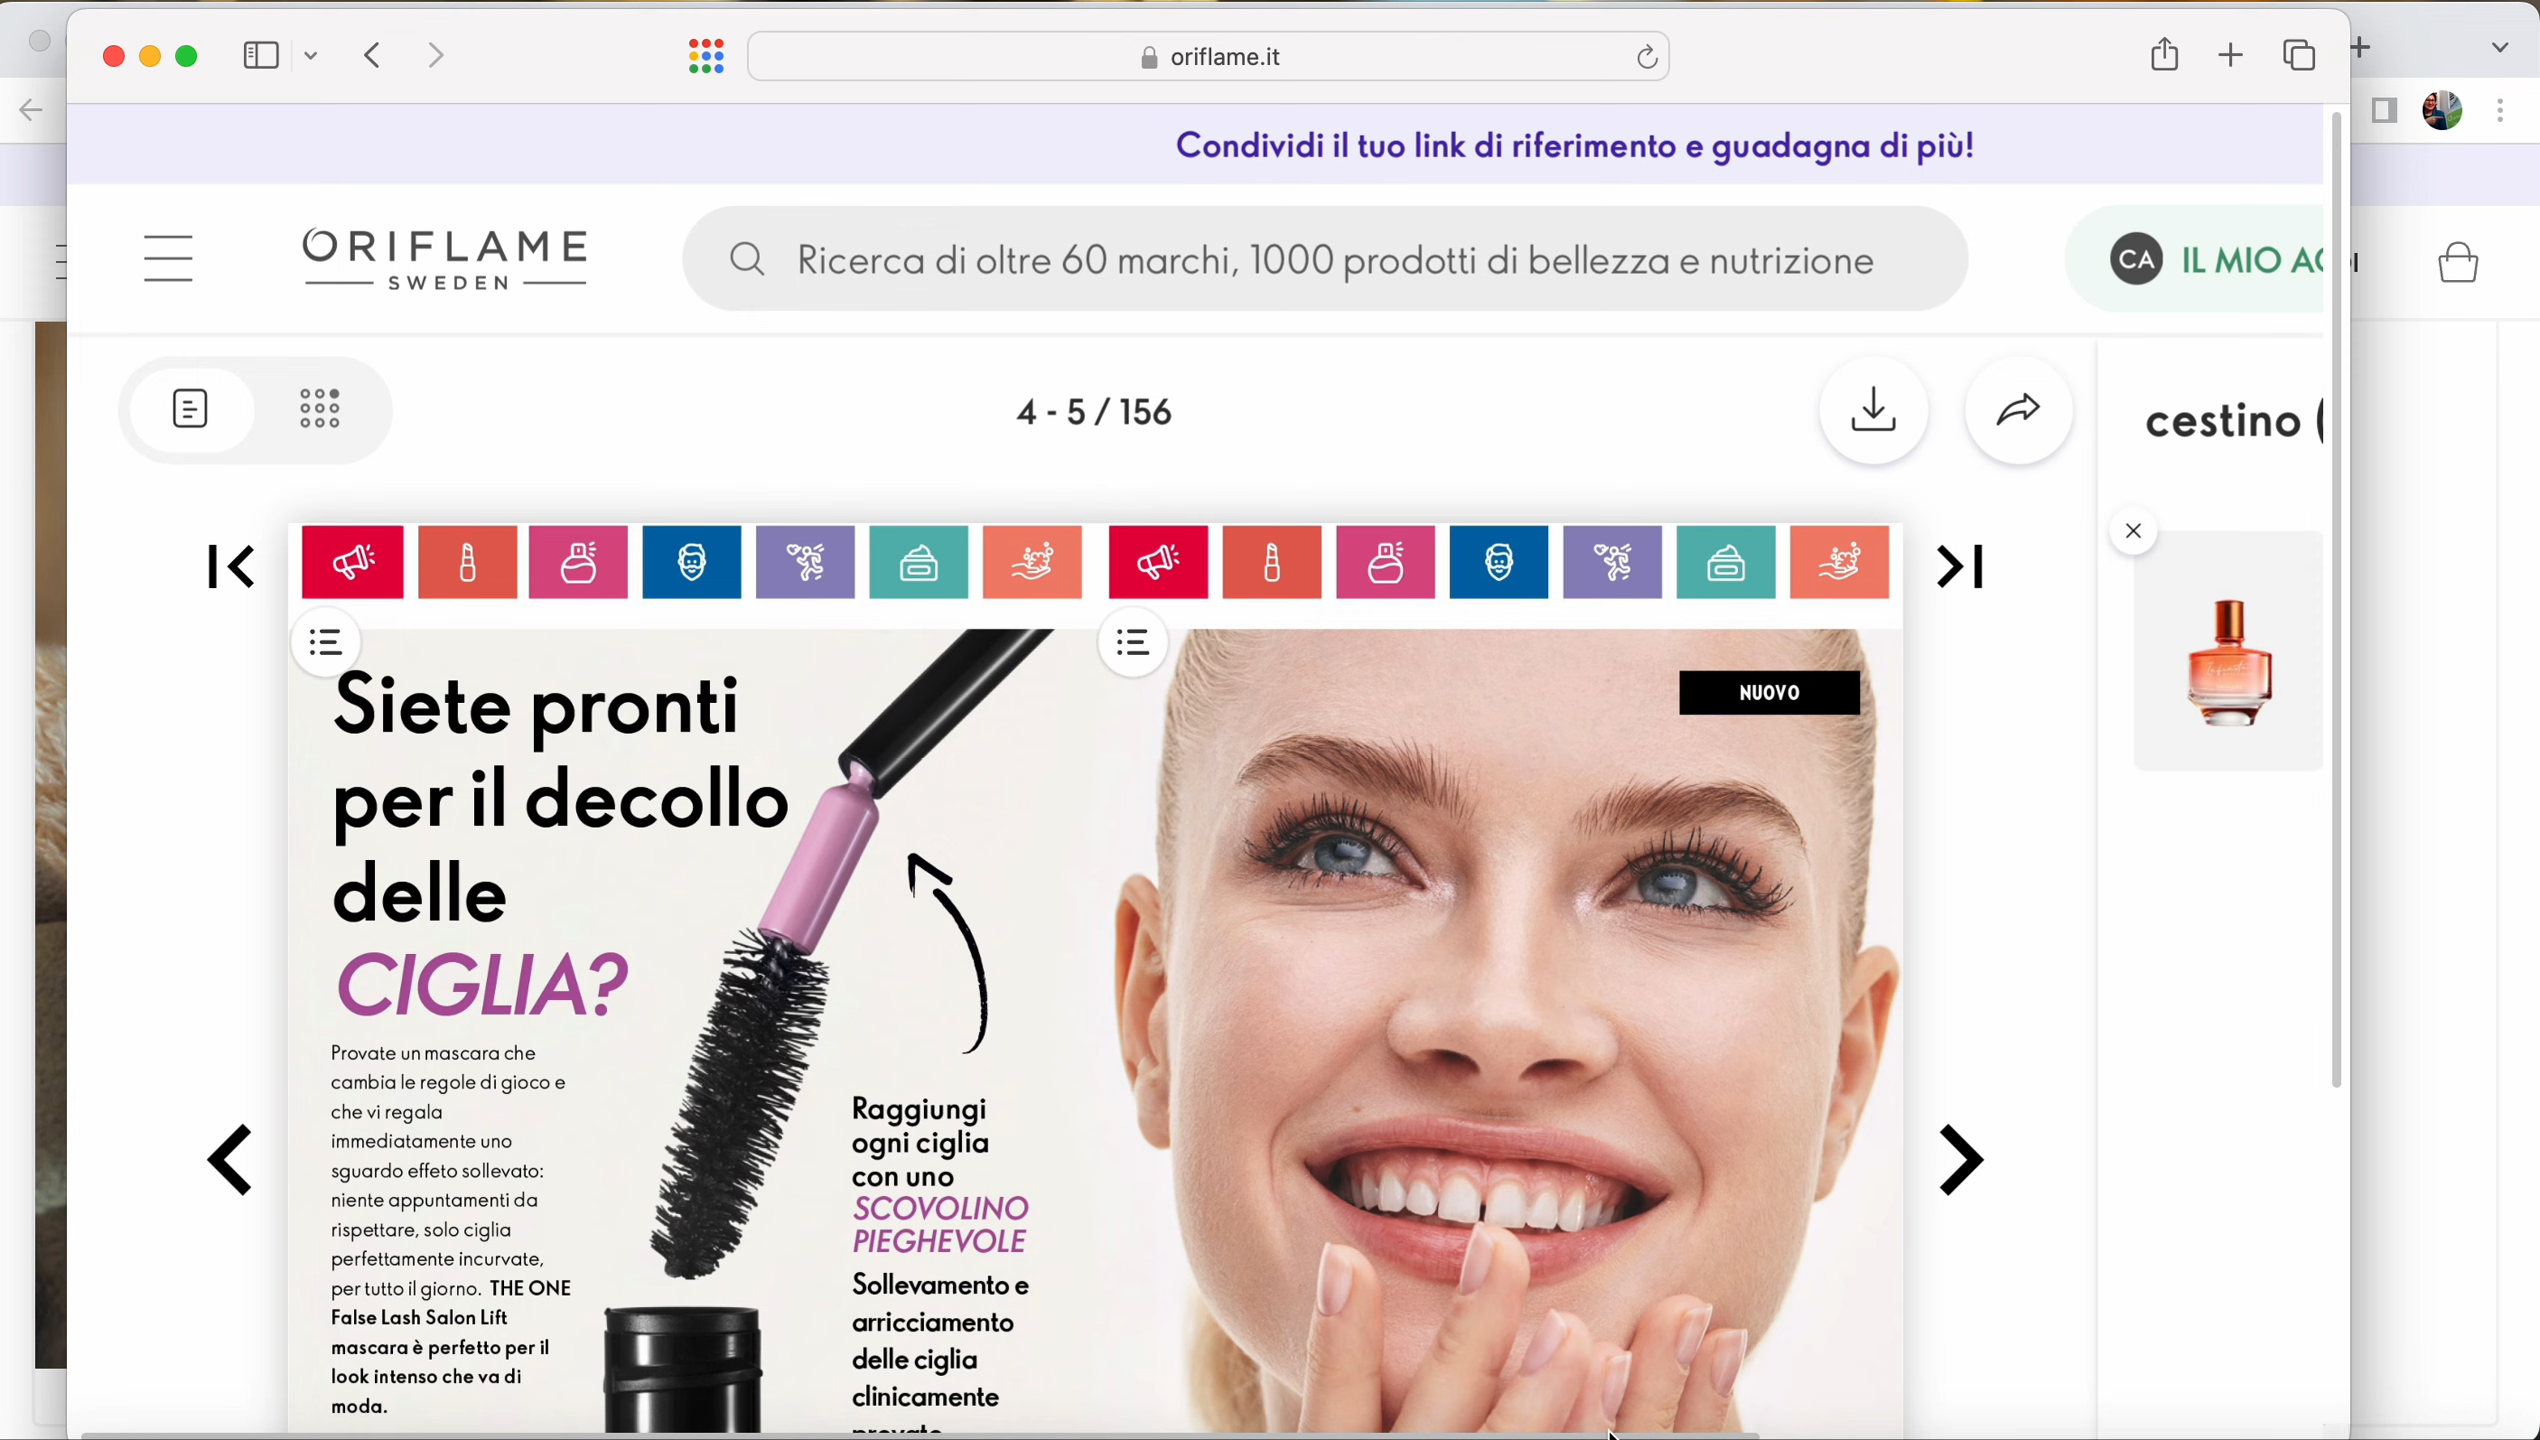 oriflame.it
Condividi il tuo link di riferimento e guadagna di più!
ORIFLAME
SWEDEN
Ricerca di oltre 60 marchi, 1000 prodotti di bellezza e nutrizione
CA
IL MIO
4 - 5 / 156
cestino (
NUOVO
Siete pronti
per il decollo
delle
CIGLIA?
Provate un mascara che
cambia le regole di gioco e
che vi regala
immediatamente uno
sguardo effeto sollevato:
niente appuntamenti da
rispettare, solo ciglia
perfettamente incurvate,
per tutto il giorno. THE ONE
False Lash Salon Lift
mascara è perfetto per il
look intenso che va di
moda.
Raggiungi
ogni ciglia
con uno
SCOVOLINO
PIEGHEVOLE
Sollevamento e
arricciamento
delle ciglia
clinicamente